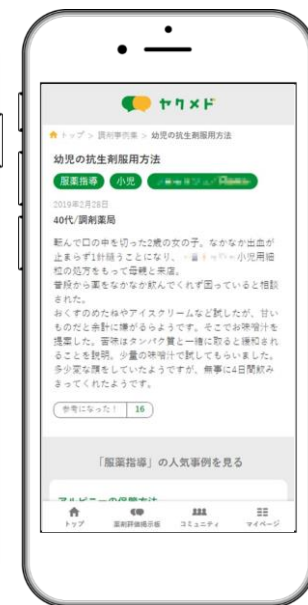 ヤクメド
トップ > 調剤事例集 > 幼児の抗生剤服用方法
幼児の抗生剤服用方法
服薬指導 小児
2019年2月28日
40代/調剤薬局
転んで口の中を切った2歳の女の子。なかなか出血が
止まらず1針縫うことになり、 小児用細
粒の処方をもって母親と来店。
普段から薬をなかなか飲んでくれず困っていると相談
された。
おくすのめたねやアイスクリームなど試したが、甘い
ものだと余計に嫌がるようです。そこでお味噌汁を
提案した。苦味はタンパク質と一緒に取ると緩和され
ることを説明。少量の味噌汁で試してもらいました。
多少変な顔をしていたようですが、無事に4日間飲み
きってくれたようです。
参考になった! 16
「服薬指導」の人気事例を見る
の保管方法
トップ 薬剤評価掲示板 コミュニティ マイページ